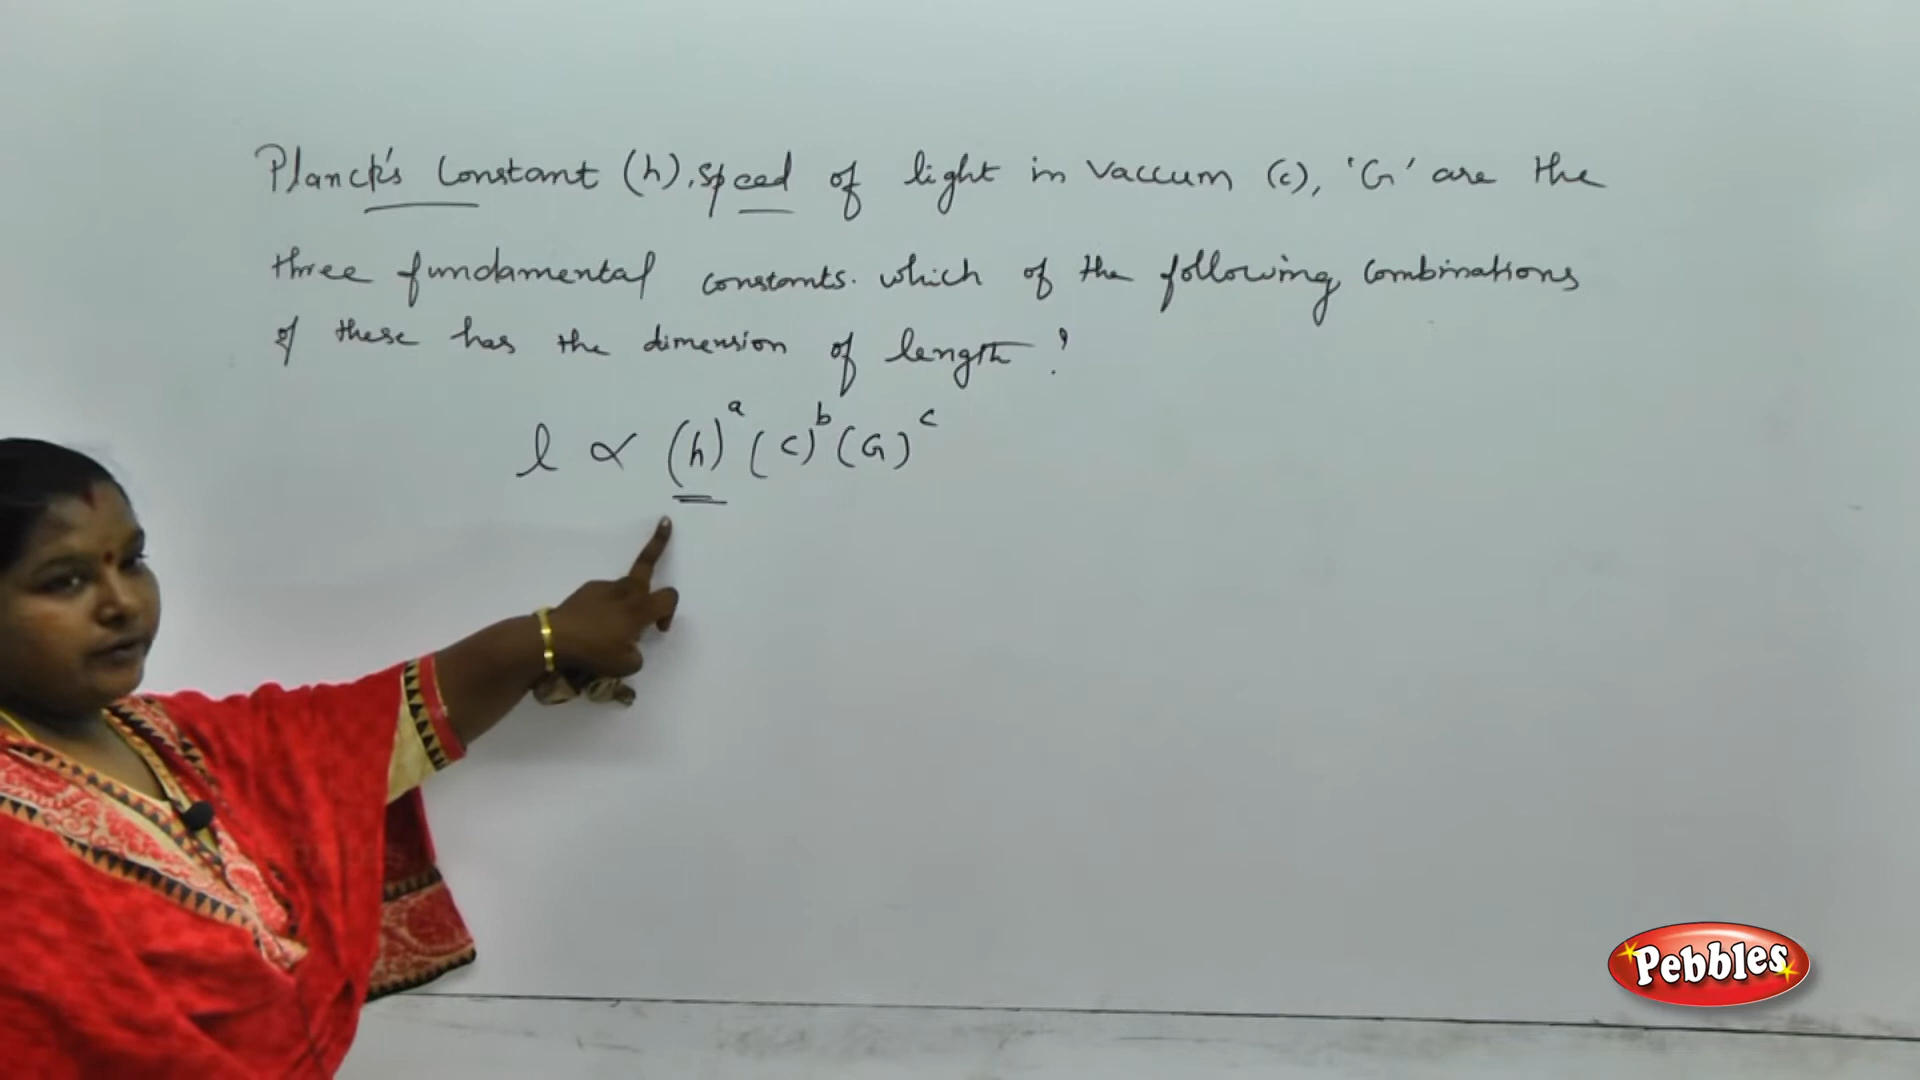 Planck's Constant (h), speed of light in Vaccum (c), 'G' are the
three fundamental constants. which of the following combinations
of these has the dimension of length?
l ∝ (h)^a (c)^b (G)^c
Pebbles